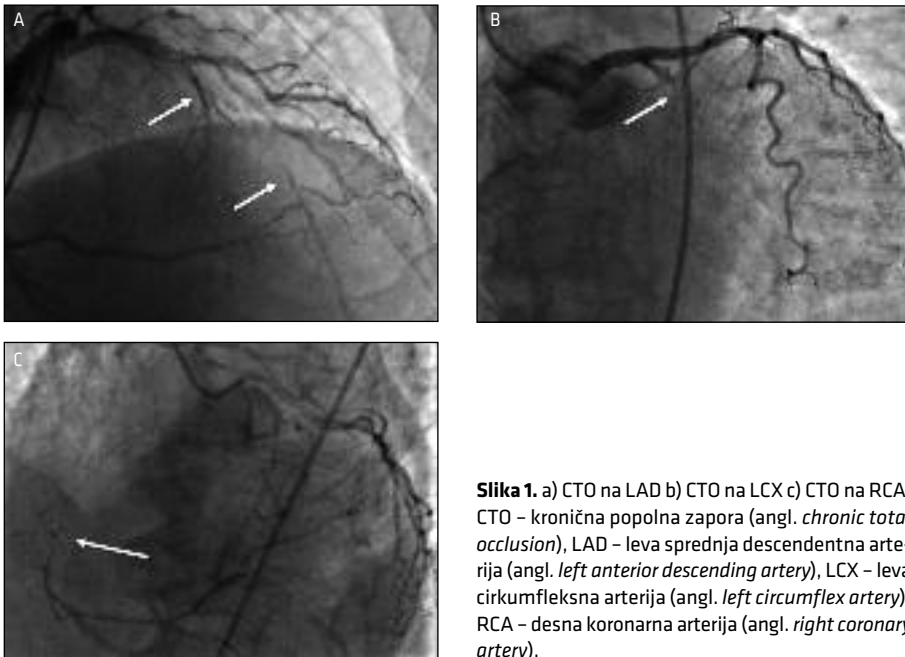 A
B
C
Slika 1. a) CTO na LAD b) CTO na LCX c) CTO na RCA
CTO – kronična popolna zapora (angl. chronic tota
occlusion), LAD – leva sprednja descendentna arte-
rija (angl. left anterior descending artery), LCX – leva
cirkumfleksna arterija (angl. left circumflex artery)
RCA – desna koronarna arterija (angl. right coronary
artery).